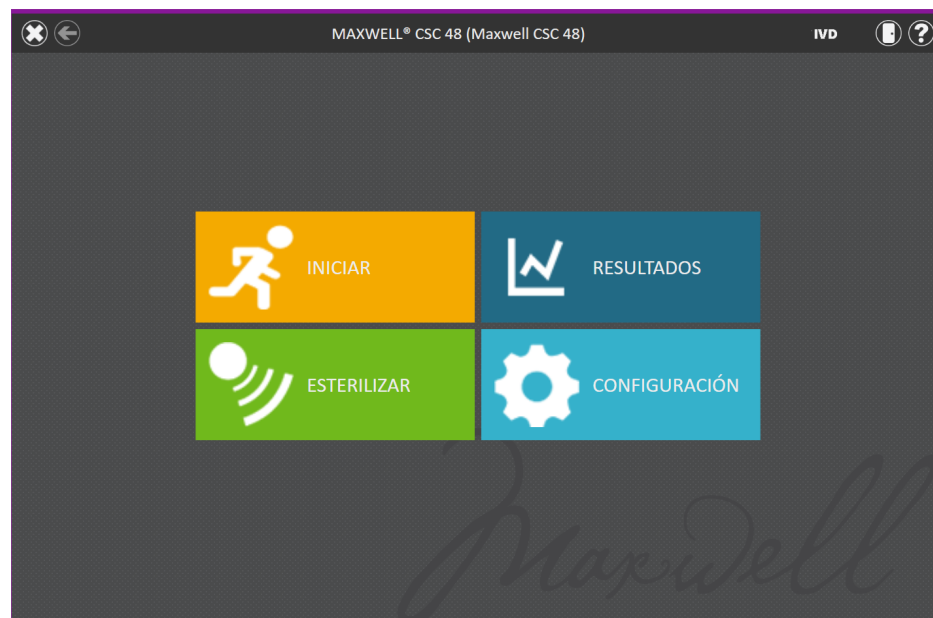 MAXWELL® CSC 48 (Maxwell CSC 48)
IVD
?
INICIAR
RESULTADOS
ESTERILIZAR
CONFIGURACIÓN
Maxwell